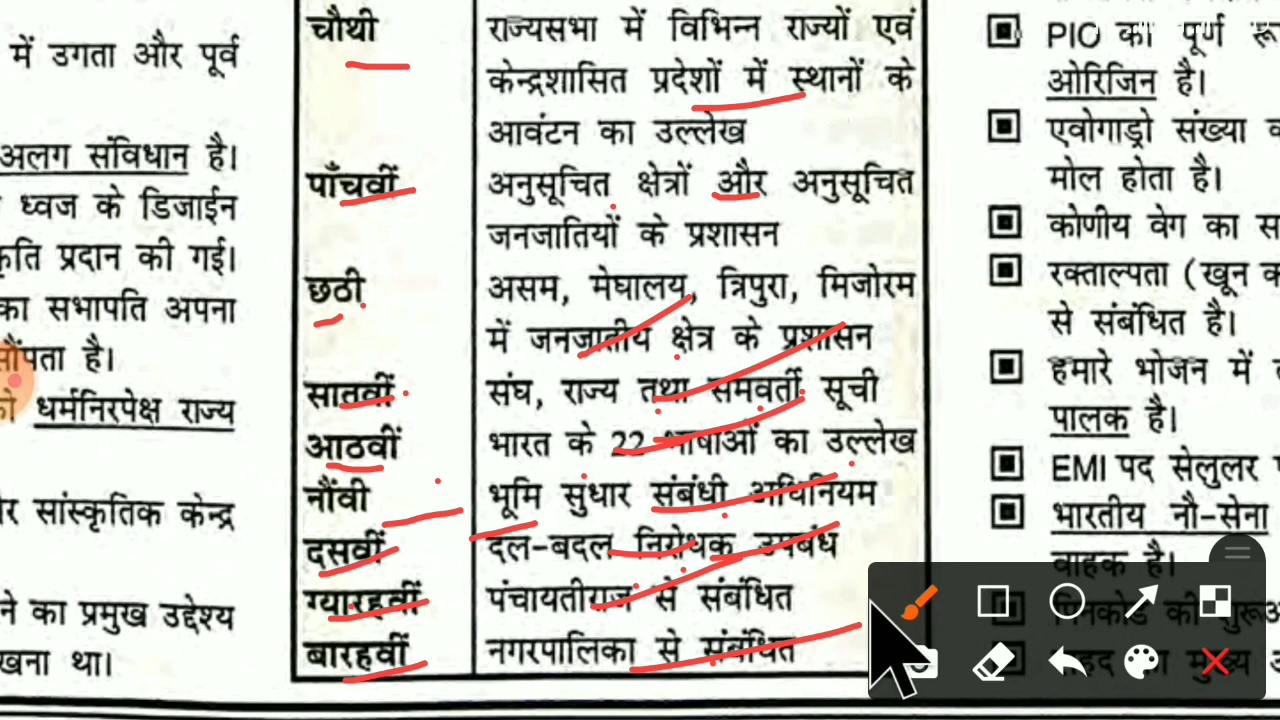 में उगता और पूर्व
अलग संविधान है।
ध्वज के डिजाईन
कृति प्रदान की गई।
का सभापति अपना
सौंपता है।
को धर्मनिरपेक्ष राज्य
र सांस्कृतिक केन्द्र
ने का प्रमुख उद्देश्य
खना था।
चौथी राज्यसभा में विभिन्न राज्यों एवं
केन्द्रशासित प्रदेशों में स्थानों के
आवंटन का उल्लेख
पाँचवीं अनुसूचित क्षेत्रों और अनुसूचित
जनजातियों के प्रशासन
छठी असम, मेघालय, त्रिपुरा, मिजोरम
में जनजातीय क्षेत्र के प्रशासन
सातवीं संघ, राज्य तथा समवर्ती सूची
आठवीं भारत के 22 भाषाओं का उल्लेख
नौंवी भूमि सुधार संबंधी अधिनियम
दसवीं दल-बदल निरोधक उपबंध
ग्यारहवीं पंचायतीराज से संबंधित
बारहवीं नगरपालिका से संबंधित
PIO का पूर्ण रू
ओरिजिन है।
एवोगाड्रो संख्या
मोल होता है।
कोणीय वेग का स
रक्ताल्पता (खून क
से संबंधित है।
हमारे भोजन में
पालक है।
EMI पद सेलुलर
भारतीय नौ-सेना
वाहक है।
पिनकोड की शुरूअ
शहद का मुख्य